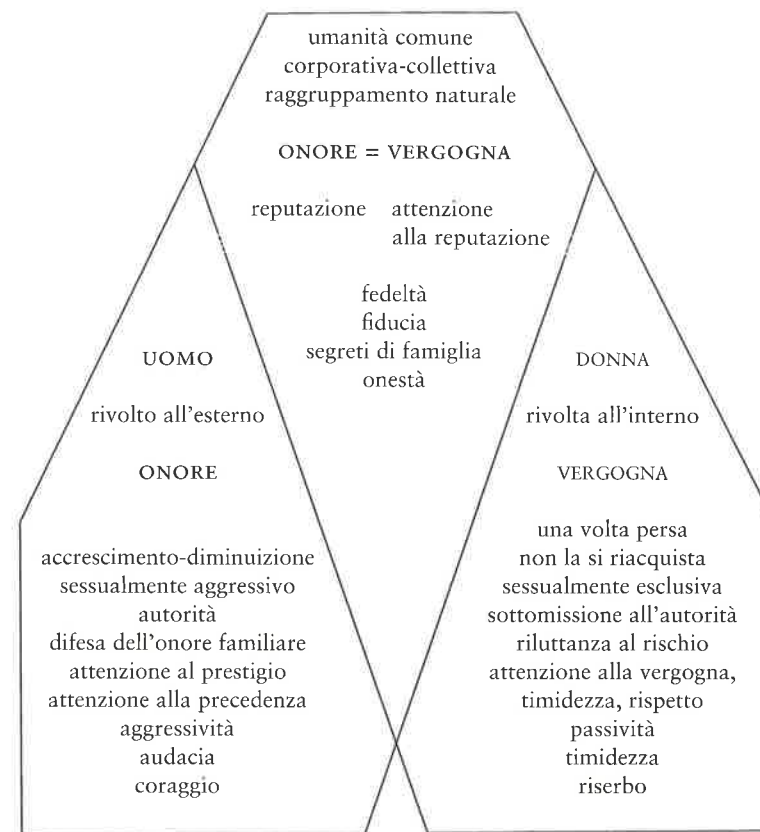 umanità comune
corporativa-collettiva
raggruppamento naturale
ONORE = VERGOGNA
reputazione attenzione
alla reputazione
fedeltà
fiducia
segreti di famiglia
onestà
UOMO
rivolto all'esterno
ONORE
accrescimento-diminuizione
sessualmente aggressivo
autorità
difesa dell'onore familiare
attenzione al prestigio
attenzione alla precedenza
aggressività
audacia
coraggio
DONNA
rivolta all'interno
VERGOGNA
una volta persa
non la si riacquista
sessualmente esclusiva
sottomissione all'autorità
riluttanza al rischio
attenzione alla vergogna,
timidezza, rispetto
passività
timidezza
riserbo